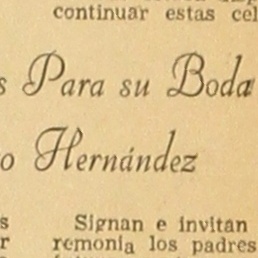 continuar estas cel
s Para su Boda
o Hernández
s Signan e invitan
r remonia los padres